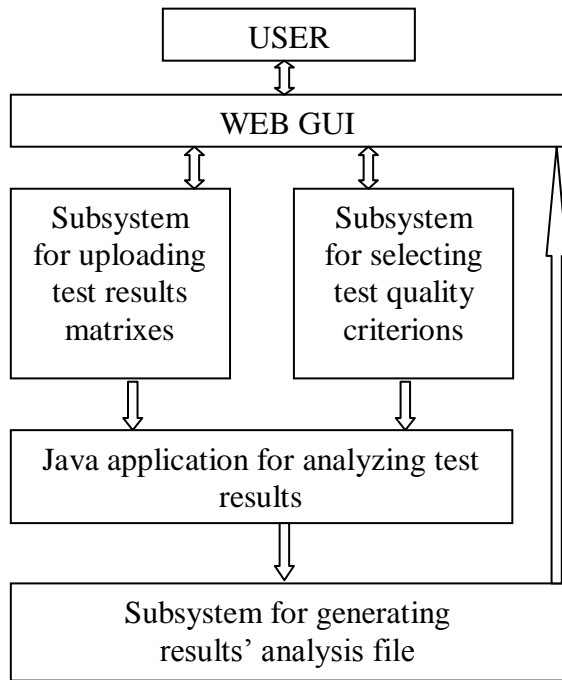 USER
WEB GUI
Subsystem
for uploading
test results
matrixes
Subsystem
for selecting
test quality
criterions
Java application for analyzing test
results
Subsystem for generating
results’ analysis file